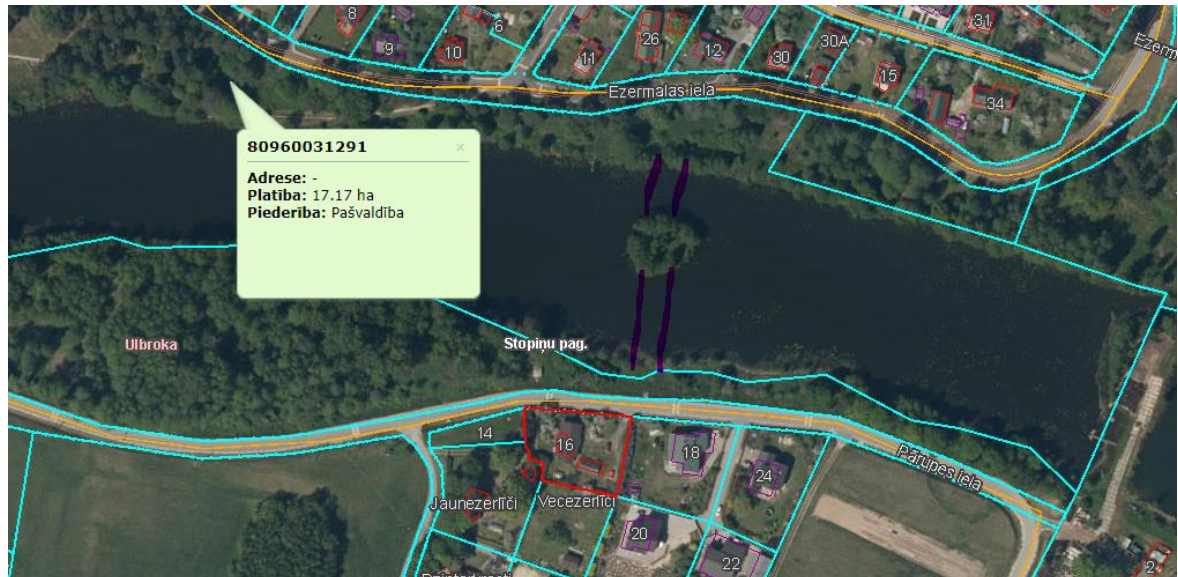 8
6
31
9
10
11
26
12
30A
30
15
34
Ezermalas iela
80960031291
×
Adrese: -
Platība: 17.17 ha
Piederība: Pašvaldība
Ulbroka
Stopiņu pag.
14
16
18
24
Pārupes iela
Jaunezerlīči
Vecezerlīči
20
22
2